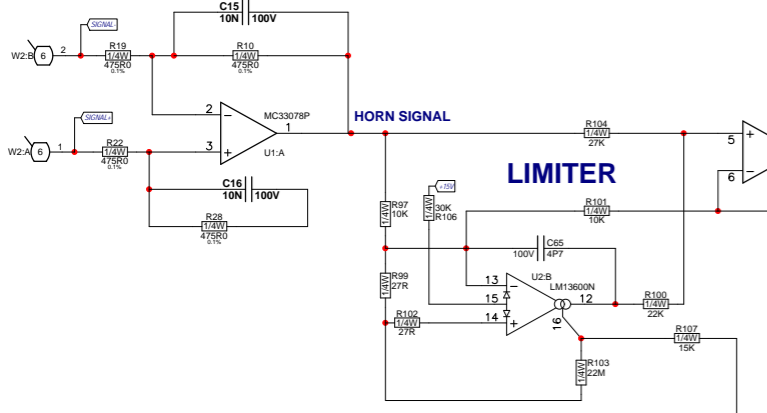 C15
10N 100V
SIGNAL-
W2:B 6 2
R19
1/4W
475R0
0.1%
R10
1/4W
475R0
0.1%
2
MC33078P
1
3
U1:A
HORN SIGNAL
SIGNAL+
W2:A 6 1
R22
1/4W
475R0
0.1%
C16
10N 100V
R28
1/4W
475R0
0.1%
R104
1/4W
27K
5
6
LIMITER
+15V
R97
1/4W
10K
1/4W
30K
R106
R101
1/4W
10K
C65
100V 4P7
U2:B
LM13600N
R99
1/4W
27R
13
15
14
12
16
R102
1/4W
27R
R100
1/4W
22K
R107
1/4W
15K
R103
1/4W
22M